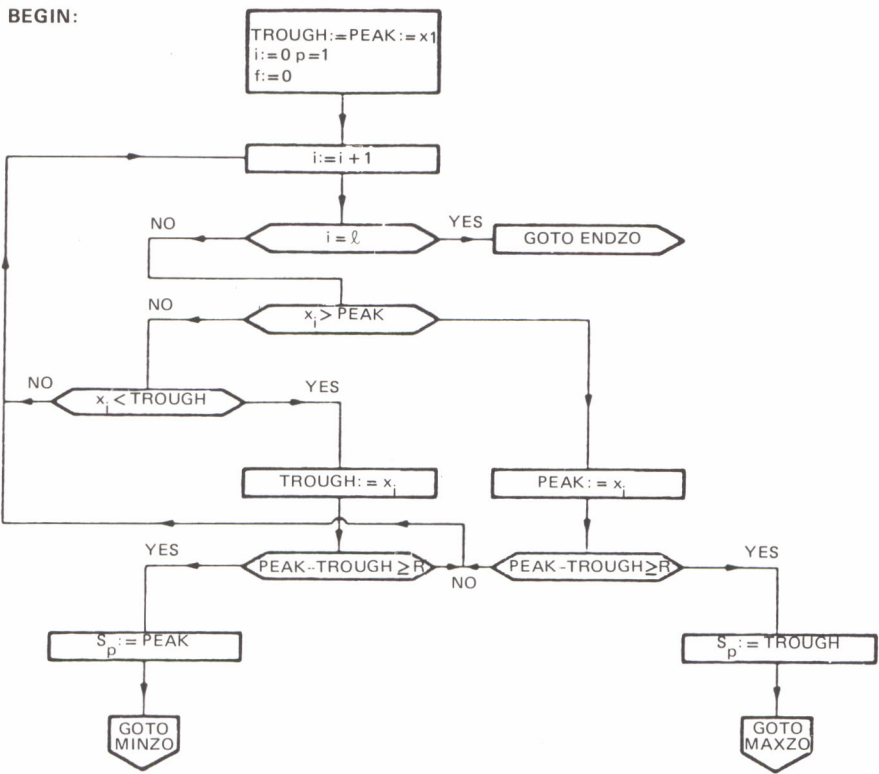 BEGIN:
TROUGH:=PEAK:=x1
i:=0 p=1
f:=0
i:=i + 1
NO
i = ℓ
YES
GOTO ENDZO
NO
xi > PEAK
NO
xi < TROUGH
YES
TROUGH: = xi
PEAK: = xi
YES
PEAK--TROUGH ≥ R
NO
PEAK -TROUGH≥R
YES
Sp: = PEAK
Sp: = TROUGH
GOTO
MINZO
GOTO
MAXZO